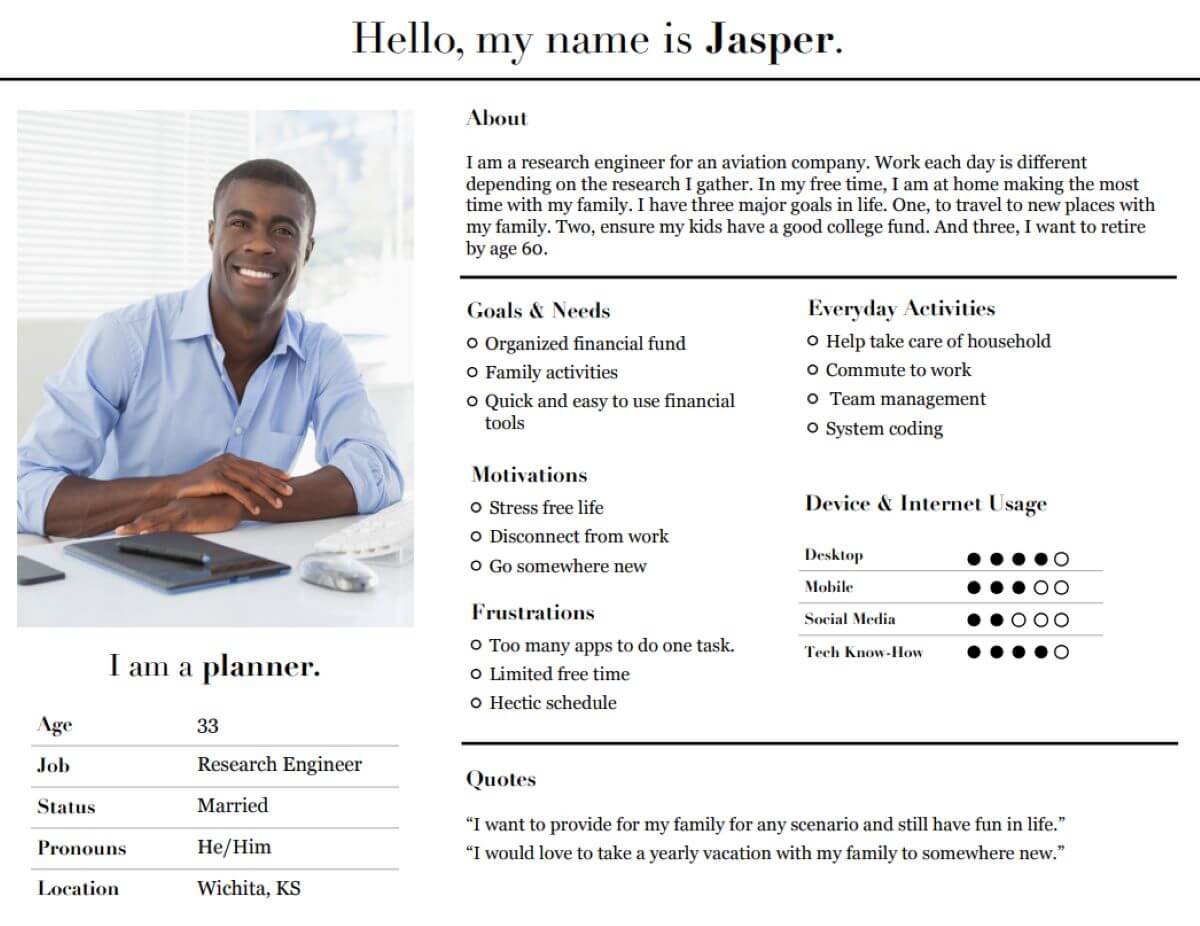 Hello, my name is Jasper.
I am a planner.
Age 33
Job Research Engineer
Status Married
Pronouns He/Him
Location Wichita, KS
About
I am a research engineer for an aviation company. Work each day is different
depending on the research I gather. In my free time, I am at home making the most
time with my family. I have three major goals in life. One, to travel to new places with
my family. Two, ensure my kids have a good college fund. And three, I want to retire
by age 60.
Goals & Needs
Organized financial fund
Family activities
Quick and easy to use financial
tools
Motivations
Stress free life
Disconnect from work
Go somewhere new
Frustrations
Too many apps to do one task.
Limited free time
Hectic schedule
Everyday Activities
Help take care of household
Commute to work
Team management
System coding
Device & Internet Usage
Desktop
Mobile
Social Media
Tech Know-How
Quotes
“I want to provide for my family for any scenario and still have fun in life.”
“I would love to take a yearly vacation with my family to somewhere new.”